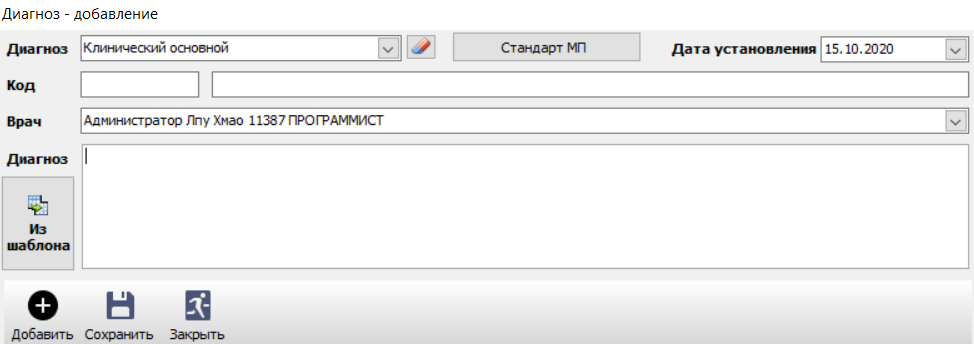 Диагноз - добавление
Диагноз Клинический основной Стандарт МП Дата установления 15.10.2020
Код
Врач Администратор Лпу Хмао 11387 ПРОГРАММИСТ
Диагноз
Из
шаблона
Добавить Сохранить Закрыть